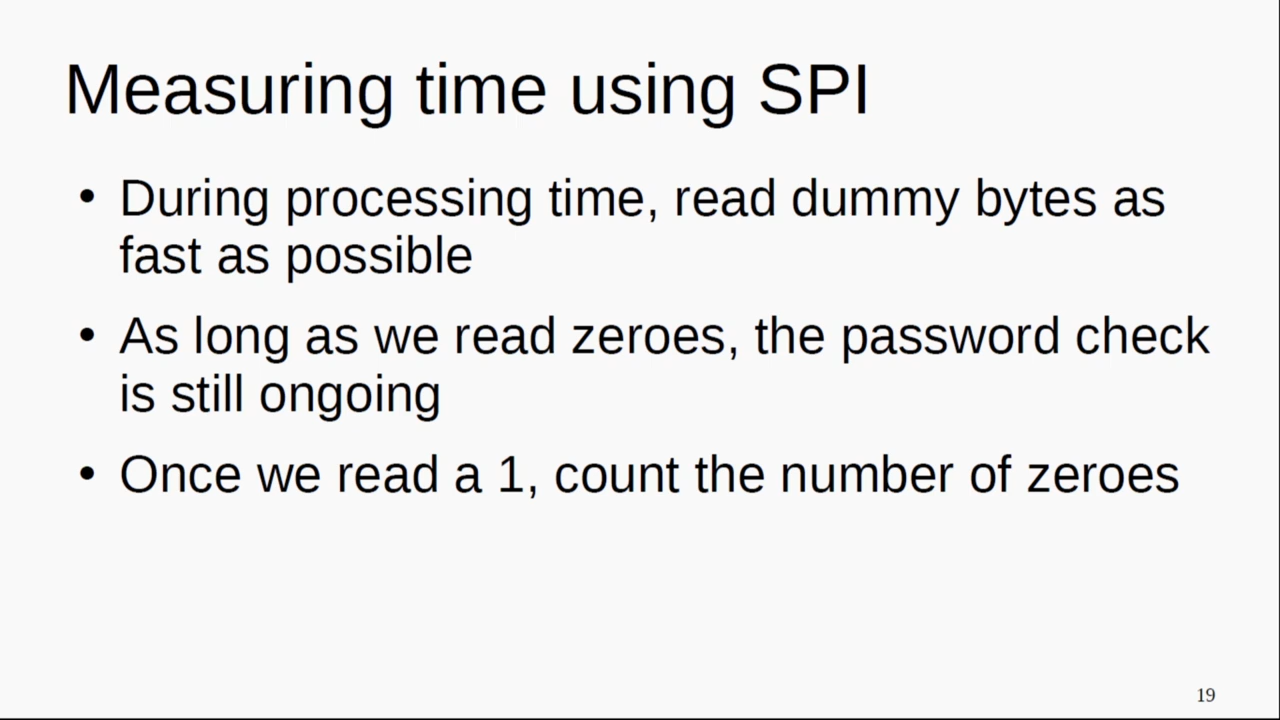 Measuring time using SPI
• During processing time, read dummy bytes as
fast as possible
• As long as we read zeroes, the password check
is still ongoing
• Once we read a 1, count the number of zeroes
19